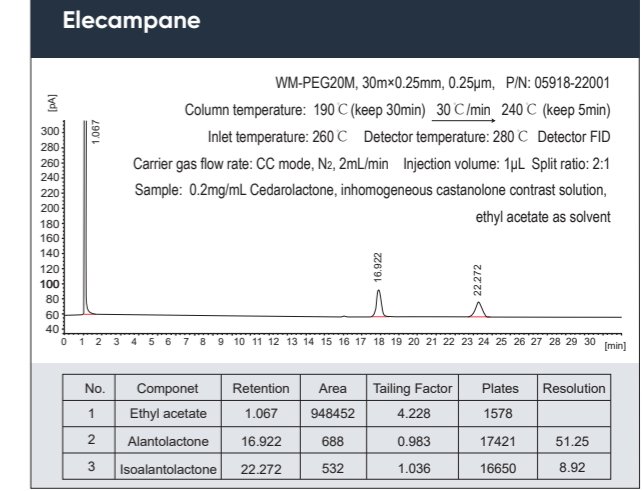 Elecampane
WM-PEG20M, 30m×0.25mm, 0.25μm, P/N: 05918-22001
Column temperature: 190℃(keep 30min) 30℃/min 240℃ (keep 5min)
Inlet temperature: 260℃ Detector temperature: 280℃ Detector FID
Carrier gas flow rate: CC mode, N2, 2mL/min Injection volume: 1μL Split ratio: 2:1
Sample: 0.2mg/mL Cedarolactone, inhomogeneous castanolone contrast solution,
ethyl acetate as solvent
[pA]
300
280
260
240
220
200
180
160
140
120
100
80
60
40
1.067
16.922
22.272
0 1 2 3 4 5 6 7 8 9 10 11 12 13 14 15 16 17 18 19 20 21 22 23 24 25 26 27 28 29 30 [min]
No. Componet Retention Area Tailing Factor Plates Resolution
1 Ethyl acetate 1.067 948452 4.228 1578
2 Alantolactone 16.922 688 0.983 17421 51.25
3 Isoalantolactone 22.272 532 1.036 16650 8.92